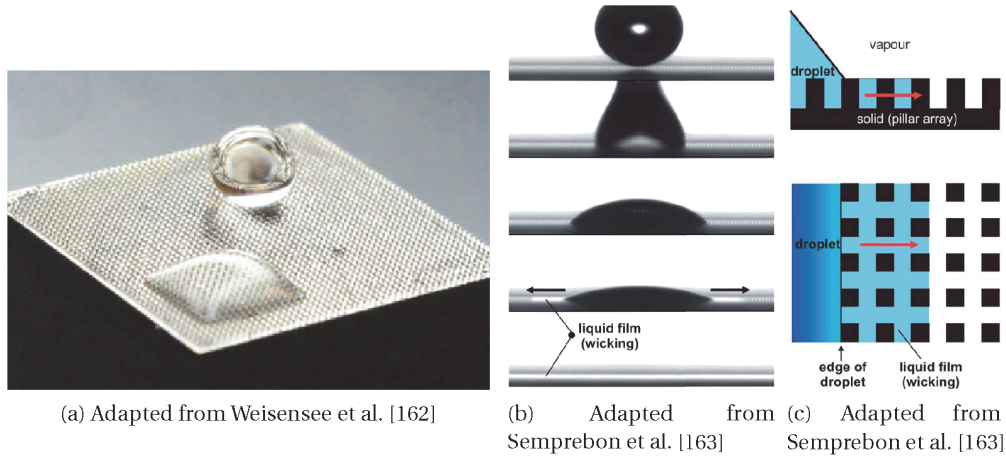 (a) Adapted from Weisensee et al. [162]
liquid film
(wicking)
(b) Adapted from
Semprebon et al. [163]
vapour
droplet
solid (pillar array)
droplet
edge of
droplet
liquid film
(wicking)
(c) Adapted from
Semprebon et al. [163]